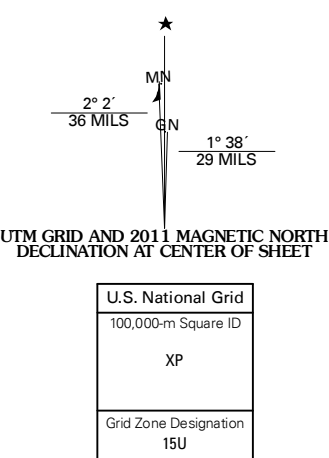 MN
2° 2´
36 MILS
GN
1° 38´
29 MILS
UTM GRID AND 2011 MAGNETIC NORTH
DECLINATION AT CENTER OF SHEET
U.S. National Grid
100,000-m Square ID
XP
Grid Zone Designation
15U